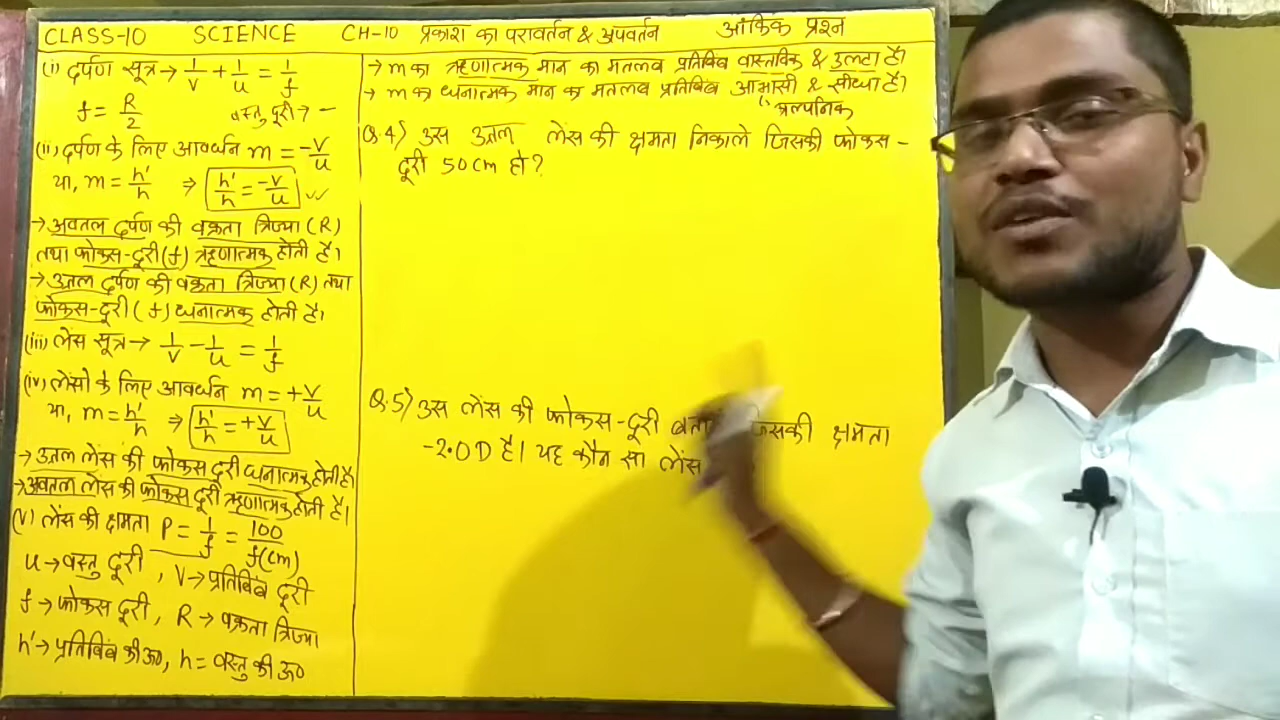 CLASS-10 SCIENCE CH-10 प्रकाश का परावर्तन & अपवर्तन आंकिक प्रश्न
(i) दर्पण सूत्र → 1/v + 1/u = 1/f
f = R/2 वस्तु दूरी → -
(ii) दर्पण के लिए आवर्धन m = -v/u
या, m = h'/h ⇒ h'/h = -v/u
→ अवतल दर्पण की वक्रता त्रिज्या (R)
तथा फोकस-दूरी (f) ऋणात्मक होती है।
→ उत्तल दर्पण की वक्रता त्रिज्या (R) तथा
फोकस-दूरी (f) धनात्मक होती है।
(iii) लेंस सूत्र → 1/v - 1/u = 1/f
(iv) लेंसो के लिए आवर्धन m = +v/u
या, m = h'/h ⇒ h'/h = +v/u
→ उत्तल लेंस की फोकस दूरी धनात्मक होती है।
→ अवतल लेंस की फोकस दूरी ऋणात्मक होती है।
(v) लेंस की क्षमता P = 1/f = 100/f(cm)
u → वस्तु दूरी, v → प्रतिबिंब दूरी
f → फोकस दूरी, R → वक्रता त्रिज्या
h' → प्रतिबिंब की ऊ०, h = वस्तु की ऊ०
→ m का ऋणात्मक मान का मतलब प्रतिबिंब वास्तविक & उल्टा है।
→ m का धनात्मक मान का मतलब प्रतिबिंब आभासी & सीधा है।
काल्पनिक
Q.4) उस उत्तल लेंस की क्षमता निकाले जिसकी फोकस-
दूरी 50cm हो?
Q.5) उस लेंस की फोकस-दूरी जिसकी क्षमता
-2.0D है। यह कौन सा लेंस